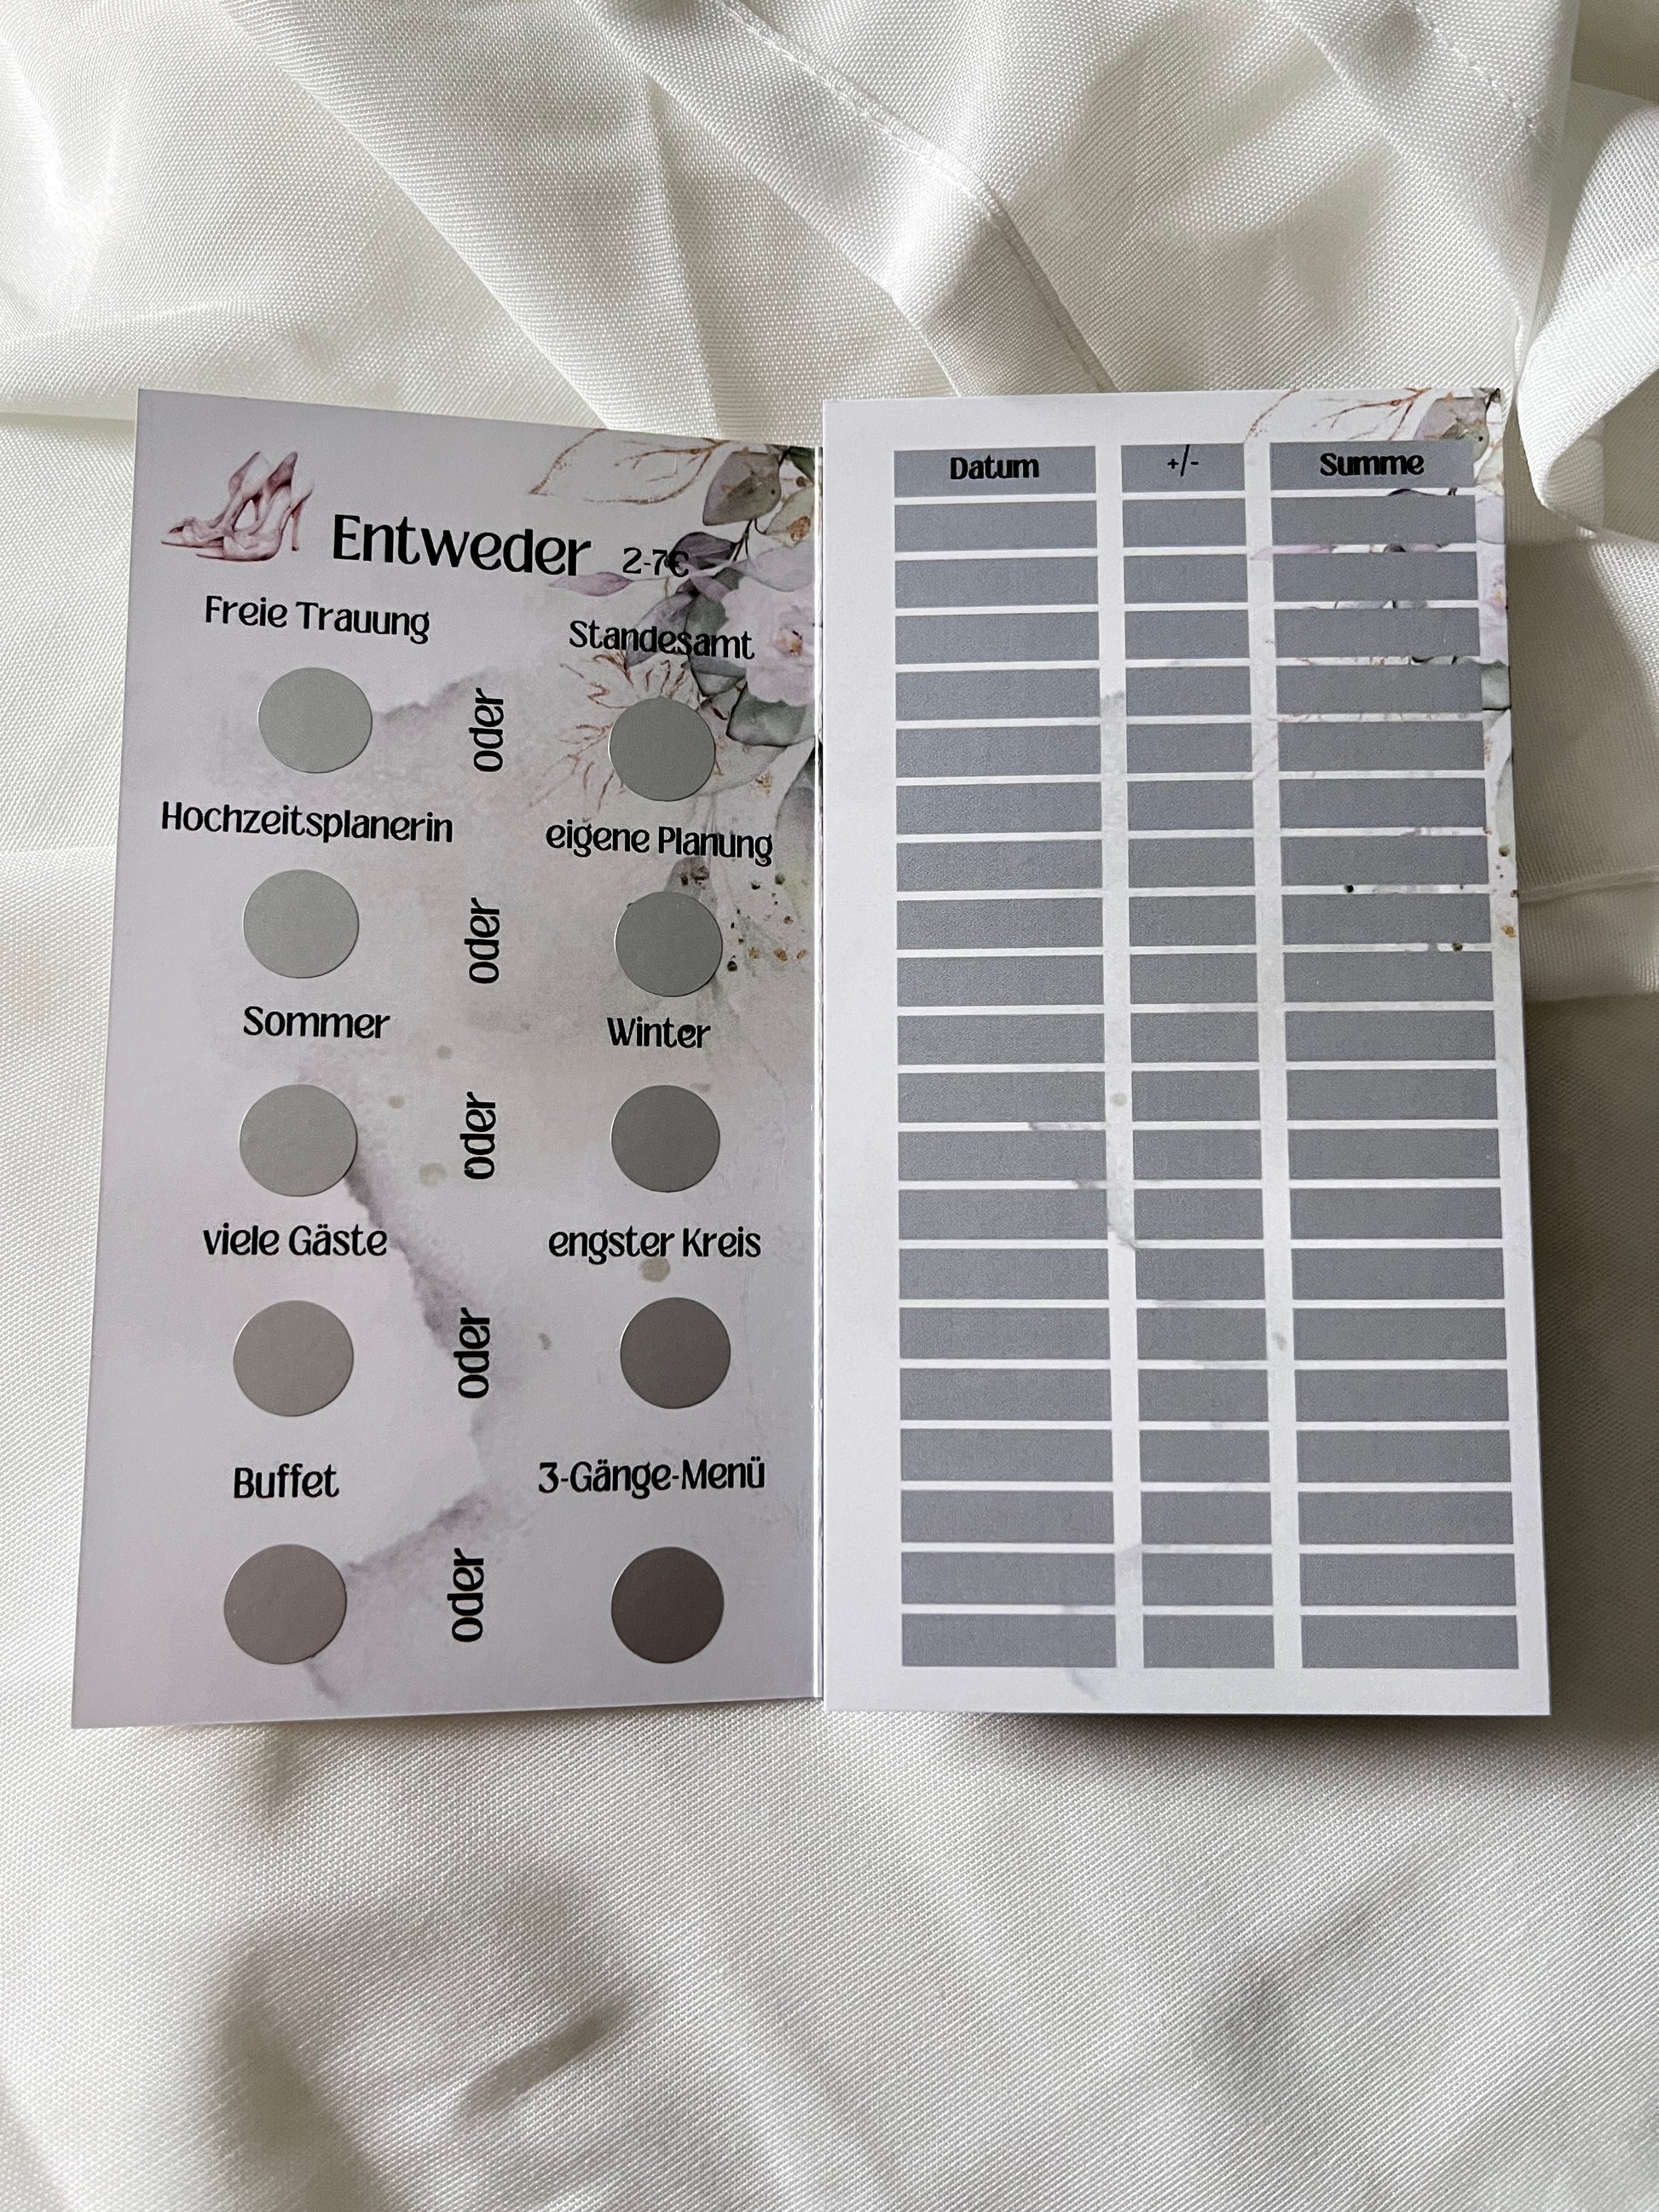 Entweder 2-7€
Freie Trauung
Standesamt
oder
Hochzeitsplanerin
eigene Planung
oder
Sommer
Winter
oder
viele Gäste
engster Kreis
oder
Buffet
3-Gänge-Menü
oder
Datum +/- Summe